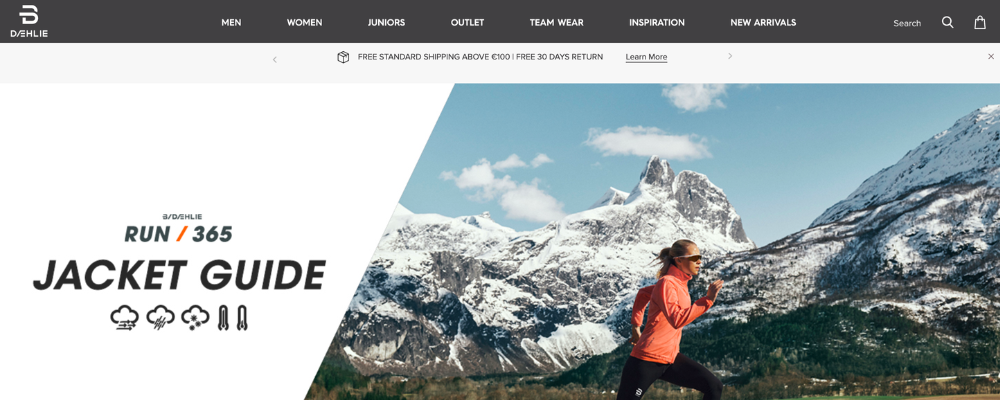 DÆHLIE
MEN WOMEN JUNIORS OUTLET TEAM WEAR INSPIRATION NEW ARRIVALS Search
FREE STANDARD SHIPPING ABOVE €100 | FREE 30 DAYS RETURN Learn More
B/DÆHLIE
RUN / 365
JACKET GUIDE